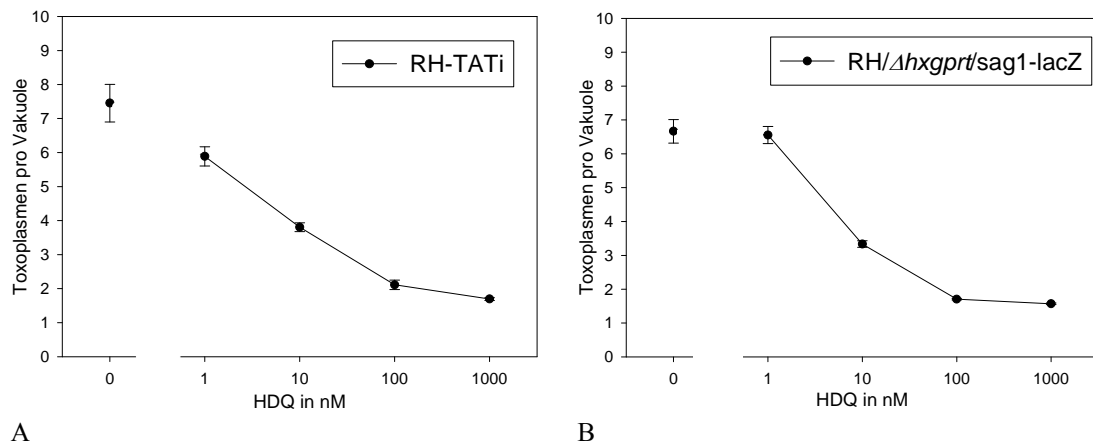 10
9
8
7
6
5
4
3
2
1
0
Toxoplasmen pro Vakuole
RH-TATi
0 1 10 100 1000
HDQ in nM
A
10
9
8
7
6
5
4
3
2
1
0
Toxoplasmen pro Vakuole
RH/Δhxgprt/sag1-lacZ
0 1 10 100 1000
HDQ in nM
B